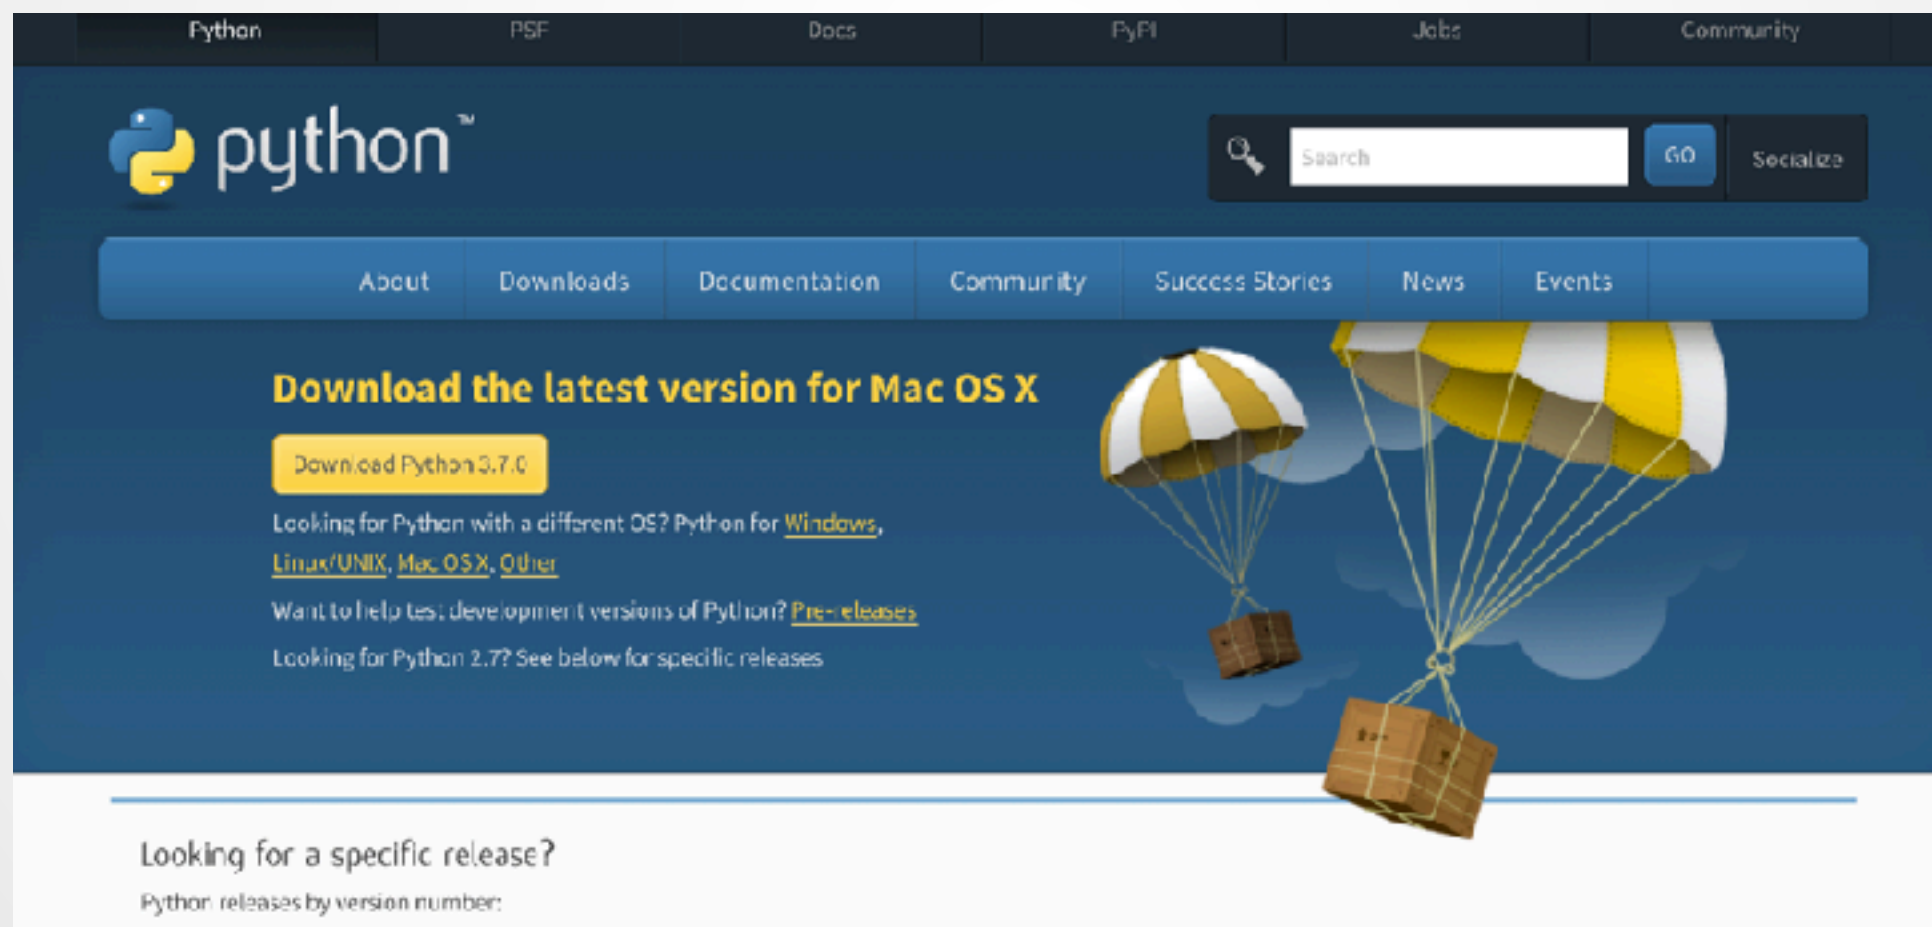 Python PSF Docs PyPI Jobs Community
python™
Search GO Socialize
About Downloads Documentation Community Success Stories News Events
Download the latest version for Mac OS X
Download Python 3.7.0
Looking for Python with a different OS? Python for Windows,
Linux/UNIX, Mac OS X, Other
Want to help test development versions of Python? Pre-releases
Looking for Python 2.7? See below for specific releases
Looking for a specific release?
Python releases by version number: